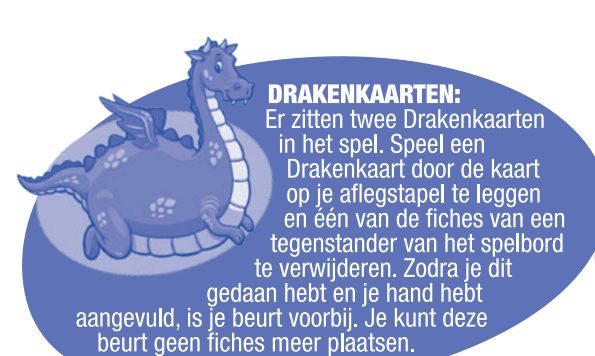 DRAKENKAARTEN:
Er zitten twee Drakenkaarten
in het spel. Speel een
Drakenkaart door de kaart
op je aflegstapel te leggen
en één van de fiches van een
tegenstander van het spelbord
te verwijderen. Zodra je dit
gedaan hebt en je hand hebt
aangevuld, is je beurt voorbij. Je kunt deze
beurt geen fiches meer plaatsen.